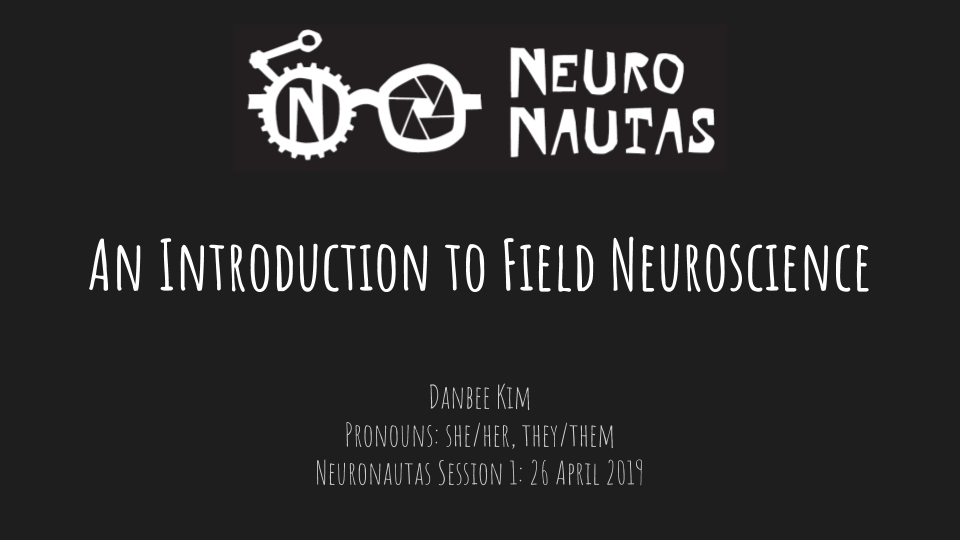 N
NEURO
NAUTAS
AN INTRODUCTION TO FIELD NEUROSCIENCE
DANBEE KIM
PRONOUNS: SHE/HER, THEY/THEM
NEURONAUTAS SESSION 1: 26 APRIL 2019